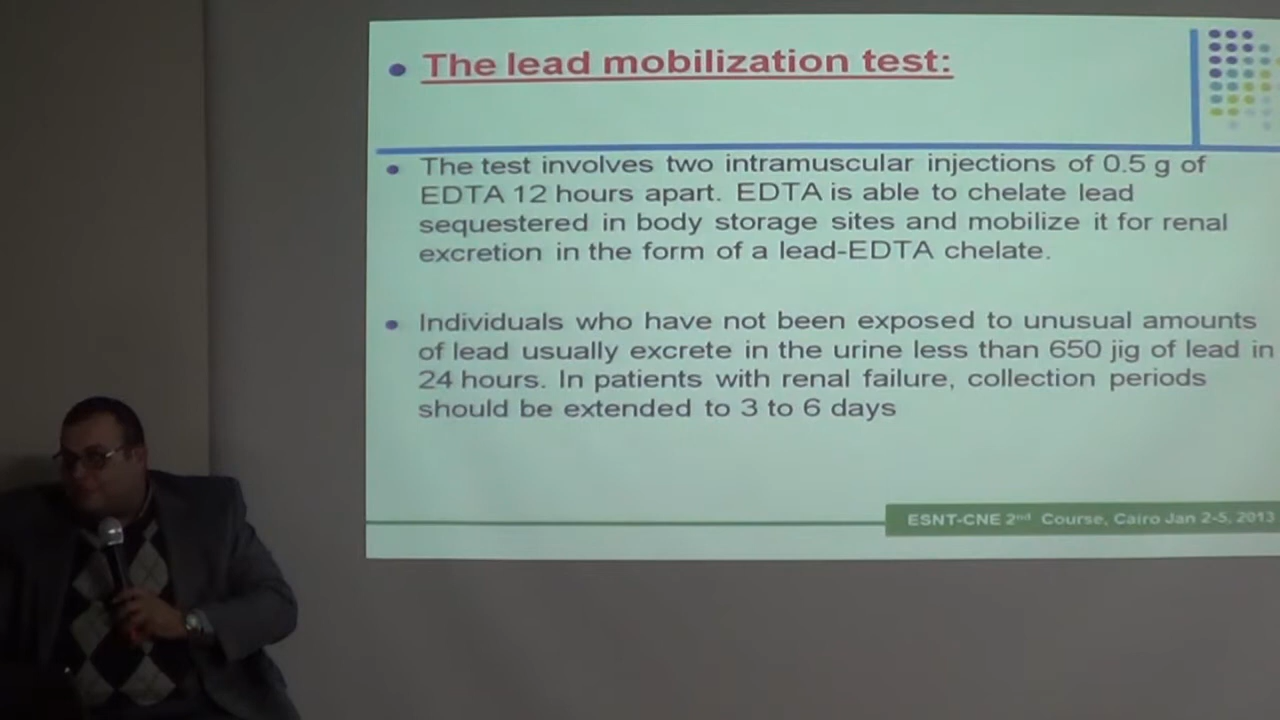 The lead mobilization test:
The test involves two intramuscular injections of 0.5 g of
EDTA 12 hours apart. EDTA is able to chelate lead
sequestered in body storage sites and mobilize it for renal
excretion in the form of a lead-EDTA chelate.
Individuals who have not been exposed to unusual amounts
of lead usually excrete in the urine less than 650 jig of lead in
24 hours. In patients with renal failure, collection periods
should be extended to 3 to 6 days
ESNT-CNE 2nd Course, Cairo Jan 2-5, 2013